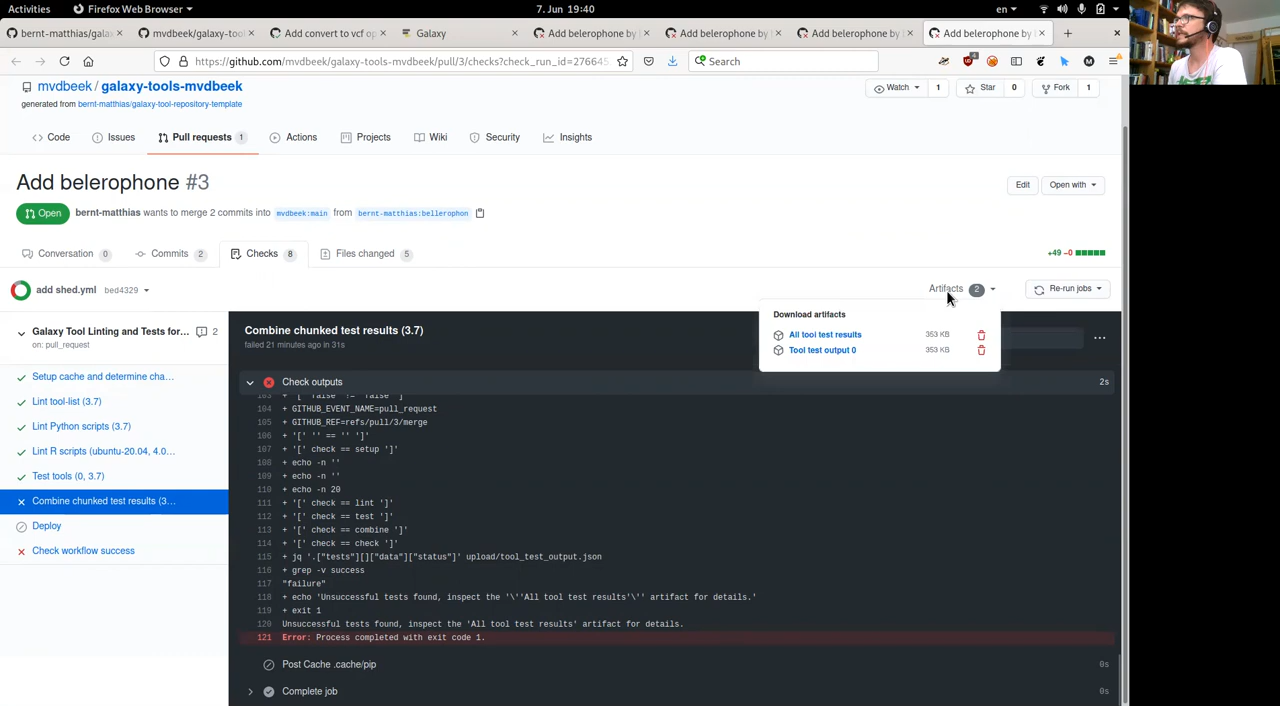 Activities Firefox Web Browser 7. Jun 19:40 en
bernt-matthias/gala mvdbeek/galaxy-tool Add convert to vcf op Galaxy Add belerophone by Add belerophone by Add belerophone by Add belerophone by
https://github.com/mvdbeek/galaxy-tools-mvdbeek/pull/3/checks?check_run_id=276645 Search
mvdbeek / galaxy-tools-mvdbeek Watch 1 Star 0 Fork 1
generated from bernt-matthias/galaxy-tool-repository-template
Code Issues Pull requests 1 Actions Projects Wiki Security Insights
Add belerophone #3 Edit Open with
Open bernt-matthias wants to merge 2 commits into mvdbeek:main from bernt-matthias:bellerophon
Conversation 0 Commits 2 Checks 8 Files changed 5 +49 −0
add shed.yml bed4329 Artifacts 2 Re-run jobs
Download artifacts
All tool test results 353 KB
Tool test output 0 353 KB
Galaxy Tool Linting and Tests for... 2
on: pull_request
Setup cache and determine cha...
Lint tool-list (3.7)
Lint Python scripts (3.7)
Lint R scripts (ubuntu-20.04, 4.0...
Test tools (0, 3.7)
Combine chunked test results (3...
Deploy
Check workflow success
Combine chunked test results (3.7)
failed 21 minutes ago in 31s
Check outputs 2s
103 + '[' 'false' '!=' 'false' ']'
104 + GITHUB_EVENT_NAME=pull_request
105 + GITHUB_REF=refs/pull/3/merge
106 + '[' '' == '' ']'
107 + '[' check == setup ']'
108 + echo -n ''
109 + echo -n ''
110 + echo -n 20
111 + '[' check == lint ']'
112 + '[' check == test ']'
113 + '[' check == combine ']'
114 + '[' check == check ']'
115 + jq '.["tests"][]["data"]["status"]' upload/tool_test_output.json
116 + grep -v success
117 "failure"
118 + echo 'Unsuccessful tests found, inspect the '\''All tool test results'\'' artifact for details.'
119 + exit 1
120 Unsuccessful tests found, inspect the 'All tool test results' artifact for details.
121 Error: Process completed with exit code 1.
Post Cache .cache/pip 0s
Complete job 0s